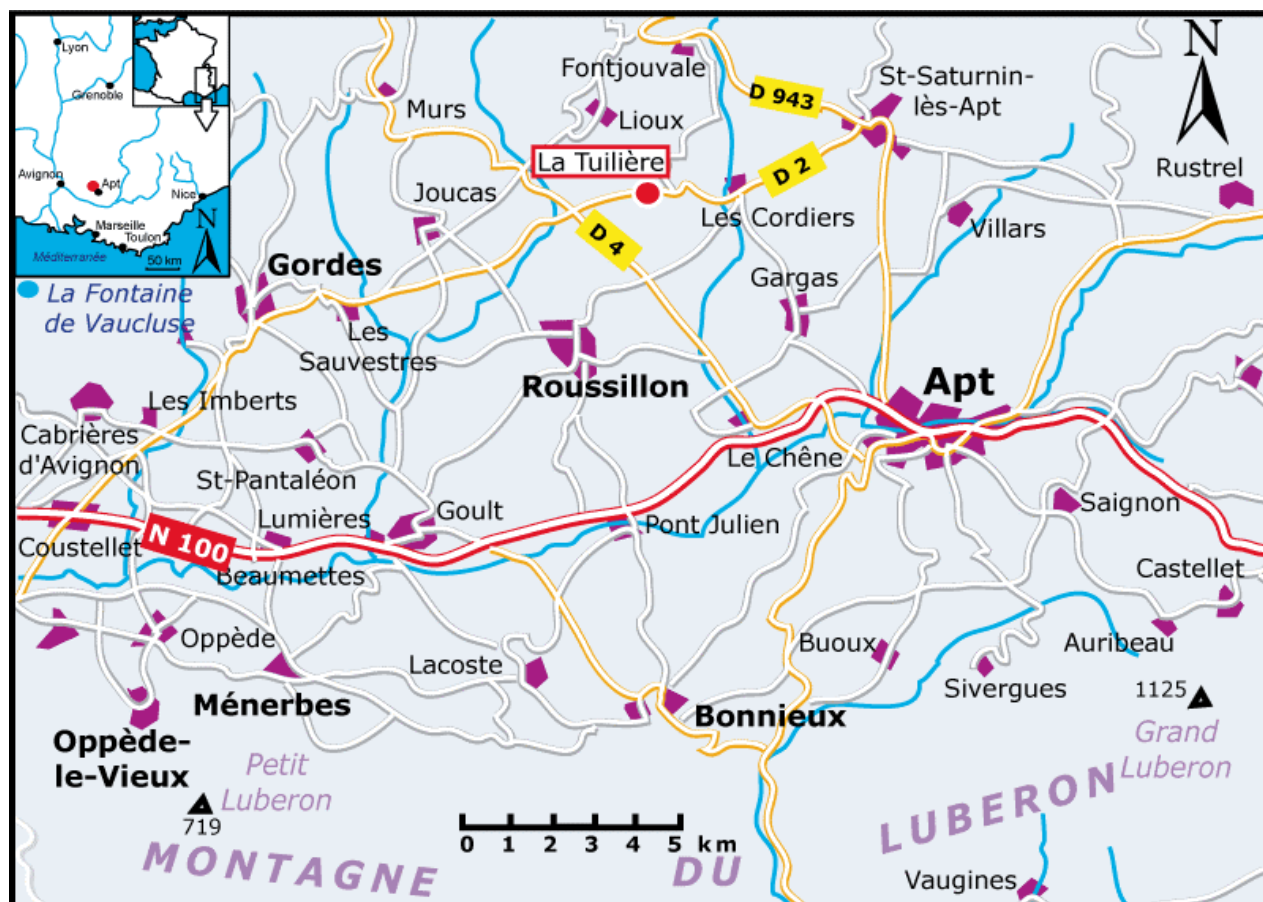 Lyon
Grenoble
Avignon
Apt
Nice
Marseille
Toulon
Méditerranée
50 km
N
N
Fontjouvale
St-Saturnin-
lès-Apt
D 943
Murs
Lioux
La Tuilière
D 2
Rustrel
Joucas
Les Cordiers
Villars
D 4
Gordes
Gargas
La Fontaine
de Vaucluse
Les
Sauvestres
Roussillon
Apt
Les Imberts
Cabrières
d'Avignon
St-Pantaléon
Le Chêne
Saignon
Lumières
Goult
Pont Julien
Coustellet
N 100
Beaumettes
Castellet
Oppède
Lacoste
Buoux
Auribeau
Sivergues
1125
Ménerbes
Bonnieux
Oppède-
le-Vieux
Petit
Luberon
Grand
Luberon
719
0 1 2 3 4 5 km
MONTAGNE DU LUBERON
Vaugines